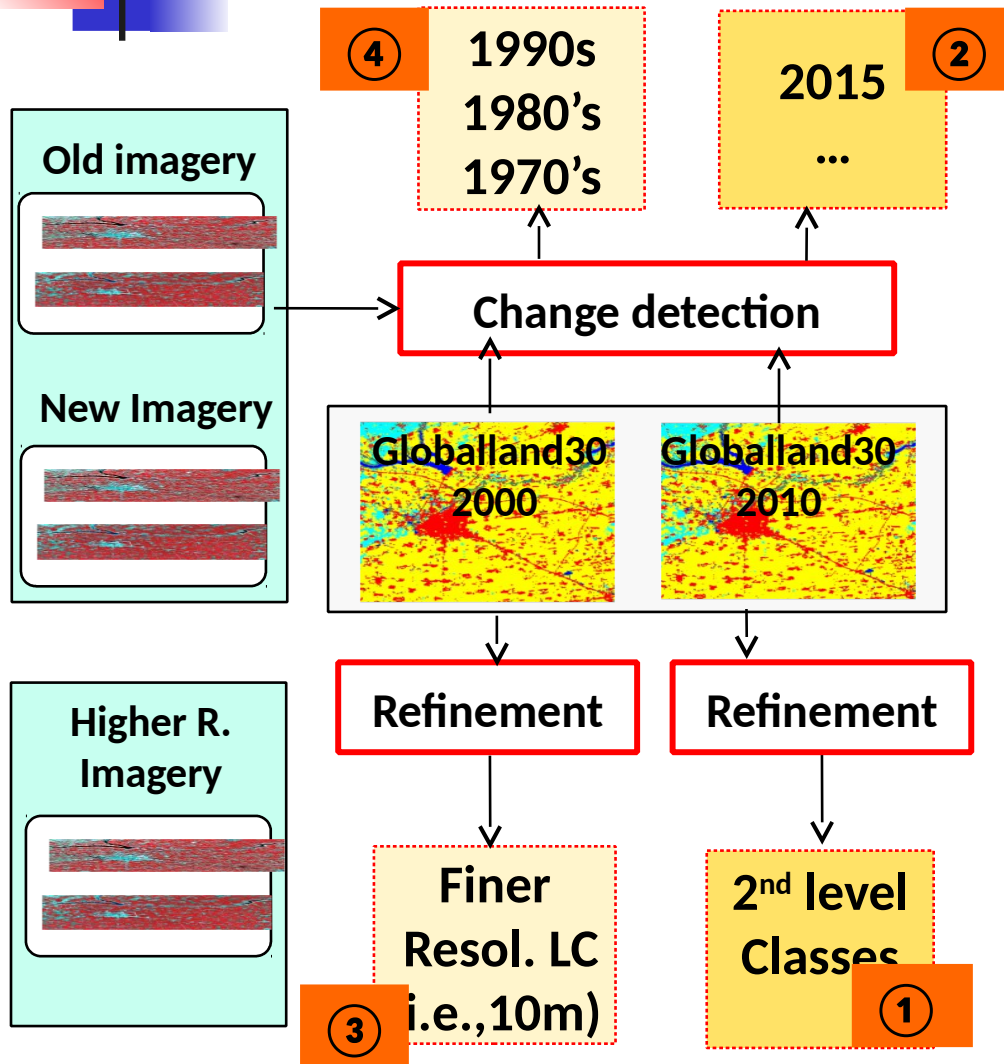 ④
1990s
1980’s
1970’s
2015
...
②
Old imagery
New Imagery
Change detection
Globalland30
2000
Globalland30
2010
Refinement
Refinement
Higher R.
Imagery
Finer
Resol. LC
i.e.,10m)
③
2nd level
Classes
①